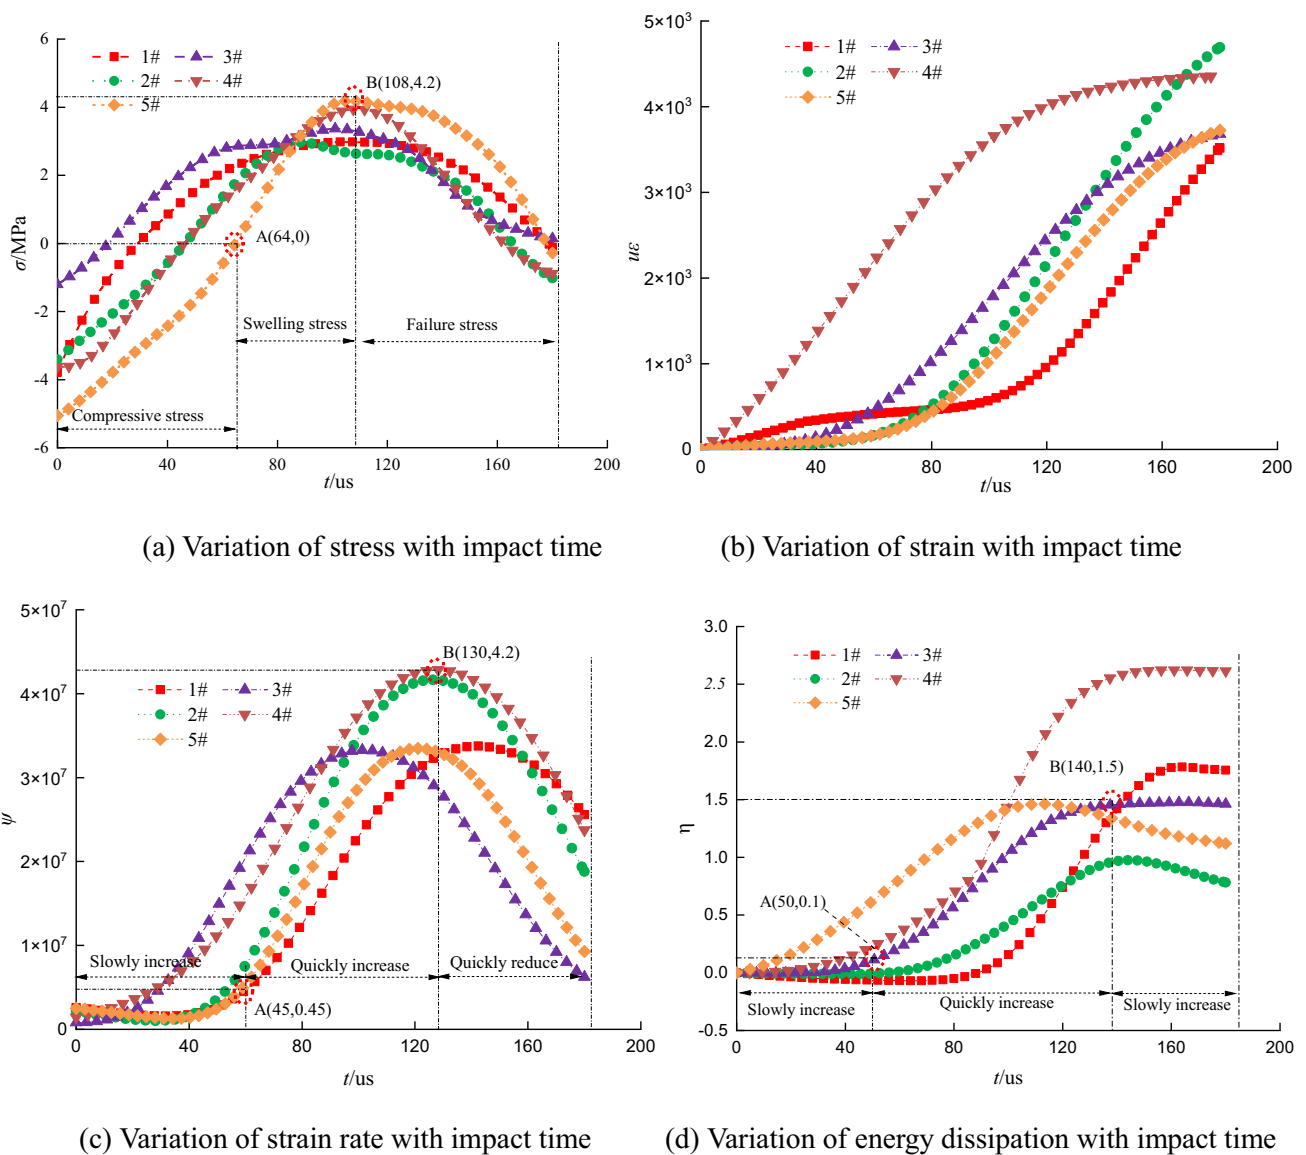 6
4
2
0
-2
-4
-6
σ/MPa
1# 3#
2# 4#
5#
B(108,4.2)
A(64,0)
Swelling stress
Failure stress
Compressive stress
0 40 80 120 160 200
t/us
(a) Variation of stress with impact time
5×10³
4×10³
3×10³
2×10³
1×10³
0
uε
1# 3#
2# 4#
5#
0 40 80 120 160 200
t/us
(b) Variation of strain with impact time
5×10⁷
4×10⁷
3×10⁷
2×10⁷
1×10⁷
0
ψ
B(130,4.2)
1# 3#
2# 4#
5#
Slowly increase
Quickly increase
Quickly reduce
A(45,0.45)
0 40 80 120 160 200
t/us
(c) Variation of strain rate with impact time
3.0
2.5
2.0
1.5
1.0
0.5
0.0
-0.5
η
1# 3#
2# 4#
5#
B(140,1.5)
A(50,0.1)
Slowly increase
Quickly increase
Slowly increase
0 40 80 120 160 200
t/us
(d) Variation of energy dissipation with impact time